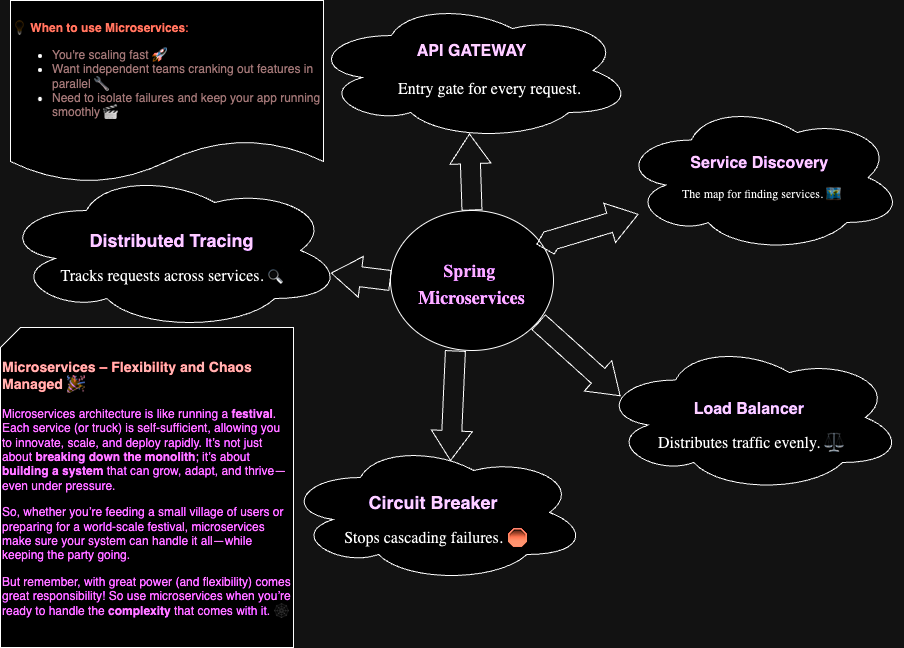 💡 When to use Microservices:
• You're scaling fast 🚀
• Want independent teams cranking out features in
parallel 🔧
• Need to isolate failures and keep your app running
smoothly 🎬
API GATEWAY
Entry gate for every request.
Service Discovery
The map for finding services. 🗺️
Distributed Tracing
Tracks requests across services. 🔍
Spring
Microservices
Load Balancer
Distributes traffic evenly. ⚖️
Circuit Breaker
Stops cascading failures. 🛑
Microservices – Flexibility and Chaos
Managed 🎉
Microservices architecture is like running a festival.
Each service (or truck) is self-sufficient, allowing you
to innovate, scale, and deploy rapidly. It's not just
about breaking down the monolith; it's about
building a system that can grow, adapt, and thrive—
even under pressure.
So, whether you're feeding a small village of users or
preparing for a world-scale festival, microservices
make sure your system can handle it all—while
keeping the party going.
But remember, with great power (and flexibility) comes
great responsibility! So use microservices when you're
ready to handle the complexity that comes with it. 🕸️